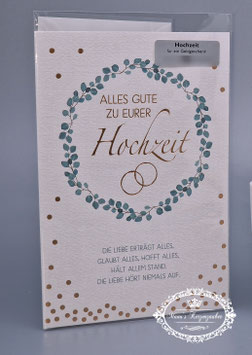 Hochzeit
ALLES GUTE
ZU EURER
Hochzeit
DIE LIEBE ERTRÄGT ALLES,
GLAUBT ALLES, HOFFT ALLES,
HÄLT ALLEM STAND.
DIE LIEBE HÖRT NIEMALS AUF.